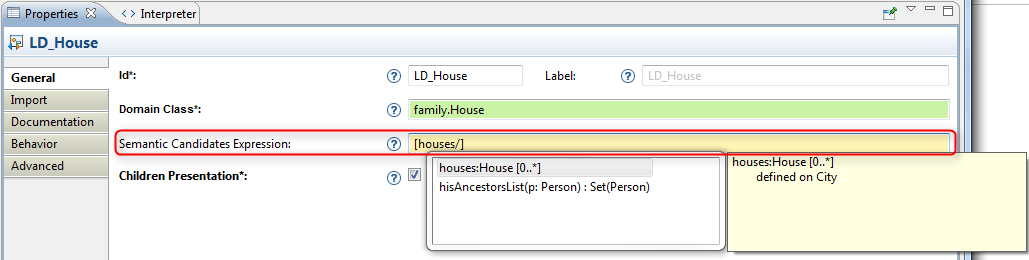 Properties Interpreter
LD_House
General
Id*: LD_House Label: LD_House
Import
Domain Class*: family.House
Documentation
Behavior
Semantic Candidates Expression: [houses/]
Advanced
Children Presentation*:
houses:House [0..*]
hisAncestorsList(p: Person) : Set(Person)
houses:House [0..*]
defined on City